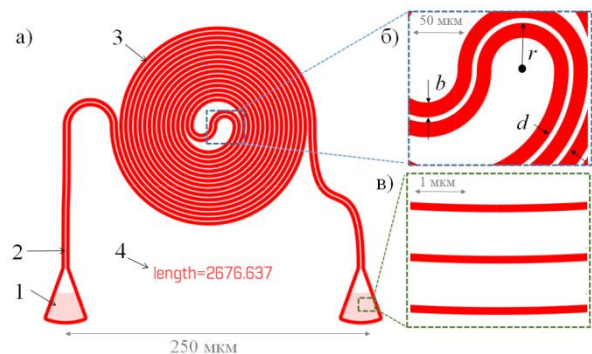 а)
3
2
4
length=2676.637
1
250 мкм
б)
50 мкм
r
b
d
в)
1 мкм